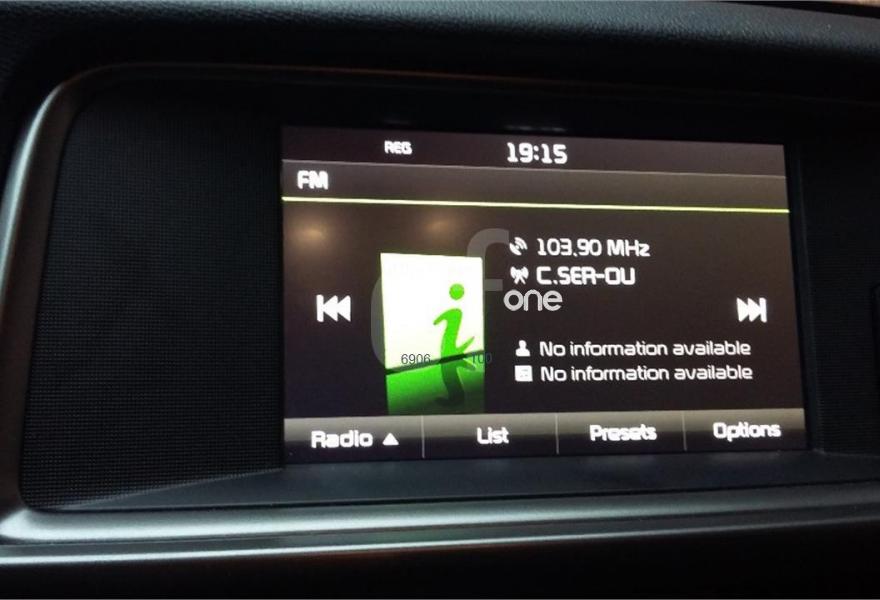 REG 19:15
FM
103.90 MHz
C.SER-OU
one
No information available
No information available
6906 100
Radio List Presets Options